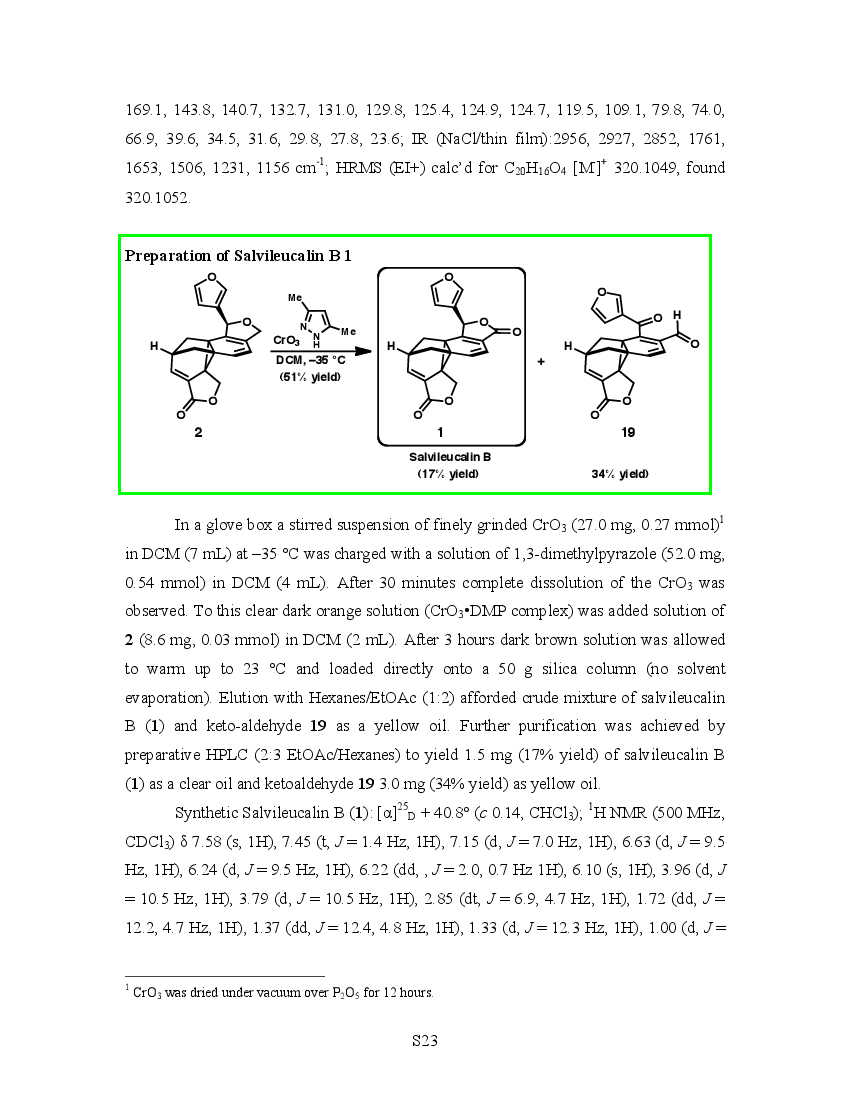 169.1, 143.8, 140.7, 132.7, 131.0, 129.8, 125.4, 124.9, 124.7, 119.5, 109.1, 79.8, 74.0,
66.9, 39.6, 34.5, 31.6, 29.8, 27.8, 23.6; IR (NaCl/thin film):2956, 2927, 2852, 1761,
1653, 1506, 1231, 1156 cm⁻¹; HRMS (EI+) calc'd for C₂₀H₁₆O₄ [M·]⁺ 320.1049, found
320.1052.
Preparation of Salvileucalin B 1
O
O
H
O
O
2
Me
N
N
H
Me
CrO₃
DCM, –35 °C
(51% yield)
O
O
O
H
O
O
1
Salvileucalin B
(17% yield)
+
O
O
H
O
H
O
O
19
34% yield)
In a glove box a stirred suspension of finely grinded CrO₃ (27.0 mg, 0.27 mmol)¹
in DCM (7 mL) at –35 °C was charged with a solution of 1,3-dimethylpyrazole (52.0 mg,
0.54 mmol) in DCM (4 mL). After 30 minutes complete dissolution of the CrO₃ was
observed. To this clear dark orange solution (CrO₃•DMP complex) was added solution of
2 (8.6 mg, 0.03 mmol) in DCM (2 mL). After 3 hours dark brown solution was allowed
to warm up to 23 °C and loaded directly onto a 50 g silica column (no solvent
evaporation). Elution with Hexanes/EtOAc (1:2) afforded crude mixture of salvileucalin
B (1) and keto-aldehyde 19 as a yellow oil. Further purification was achieved by
preparative HPLC (2:3 EtOAc/Hexanes) to yield 1.5 mg (17% yield) of salvileucalin B
(1) as a clear oil and ketoaldehyde 19 3.0 mg (34% yield) as yellow oil.
Synthetic Salvileucalin B (1): [α]²⁵D + 40.8° (c 0.14, CHCl₃); ¹H NMR (500 MHz,
CDCl₃) δ 7.58 (s, 1H), 7.45 (t, J = 1.4 Hz, 1H), 7.15 (d, J = 7.0 Hz, 1H), 6.63 (d, J = 9.5
Hz, 1H), 6.24 (d, J = 9.5 Hz, 1H), 6.22 (dd, , J = 2.0, 0.7 Hz 1H), 6.10 (s, 1H), 3.96 (d, J
= 10.5 Hz, 1H), 3.79 (d, J = 10.5 Hz, 1H), 2.85 (dt, J = 6.9, 4.7 Hz, 1H), 1.72 (dd, J =
12.2, 4.7 Hz, 1H), 1.37 (dd, J = 12.4, 4.8 Hz, 1H), 1.33 (d, J = 12.3 Hz, 1H), 1.00 (d, J =
¹ CrO₃ was dried under vacuum over P₂O₅ for 12 hours.
S23